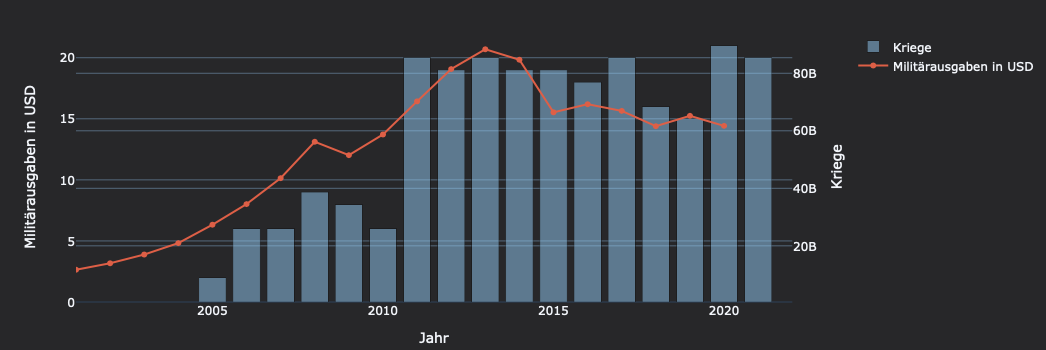 Kriege
Militärausgaben in USD
Militärausgaben in USD
20
15
10
5
0
80B
60B
40B
20B
Kriege
2005
2010
2015
2020
Jahr